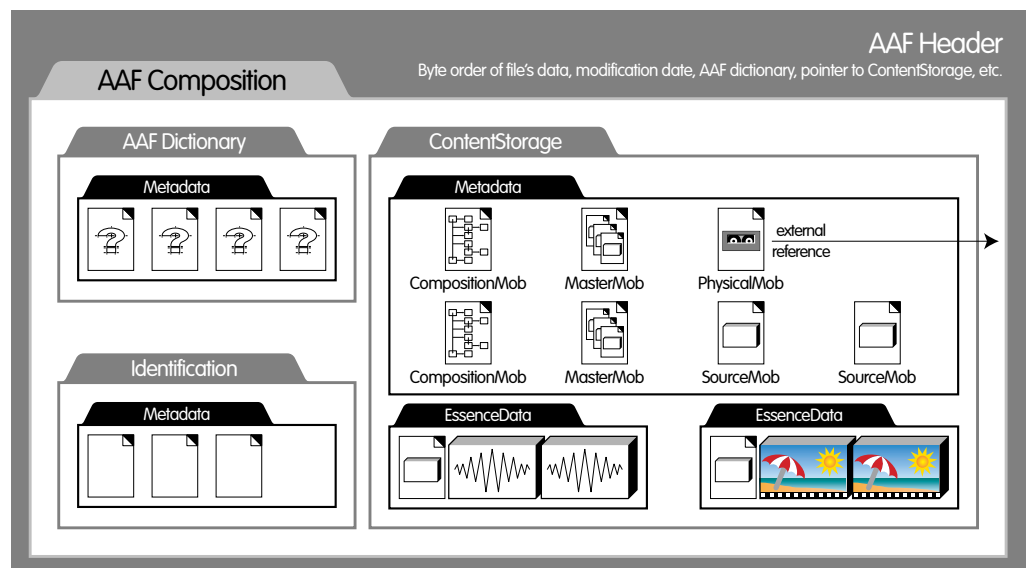 AAF Header
Byte order of file's data, modification date, AAF dictionary, pointer to ContentStorage, etc.
AAF Composition
AAF Dictionary
Metadata
? ? ? ?
Identification
Metadata
ContentStorage
Metadata
CompositionMob MasterMob PhysicalMob
external
reference
CompositionMob MasterMob SourceMob SourceMob
EssenceData
EssenceData